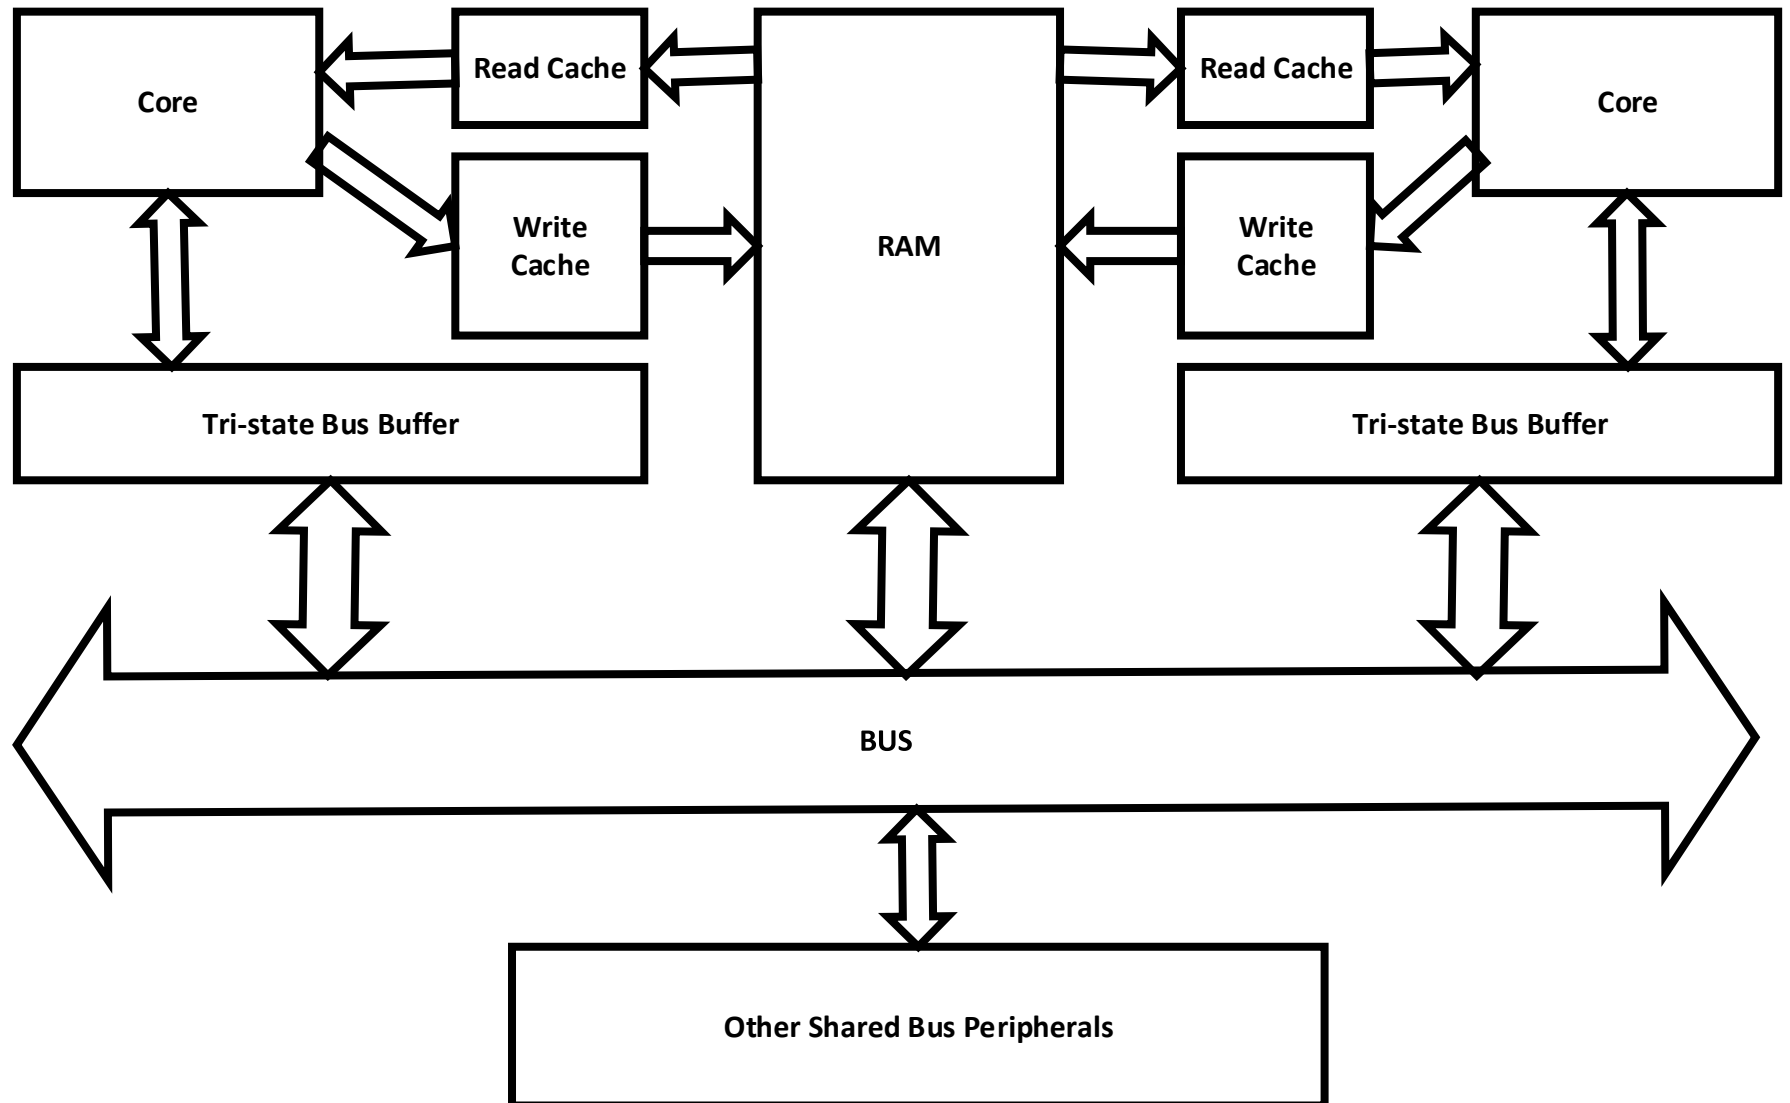 Core
Read Cache
RAM
Read Cache
Core
Write
Cache
Write
Cache
Tri-state Bus Buffer
Tri-state Bus Buffer
BUS
Other Shared Bus Peripherals